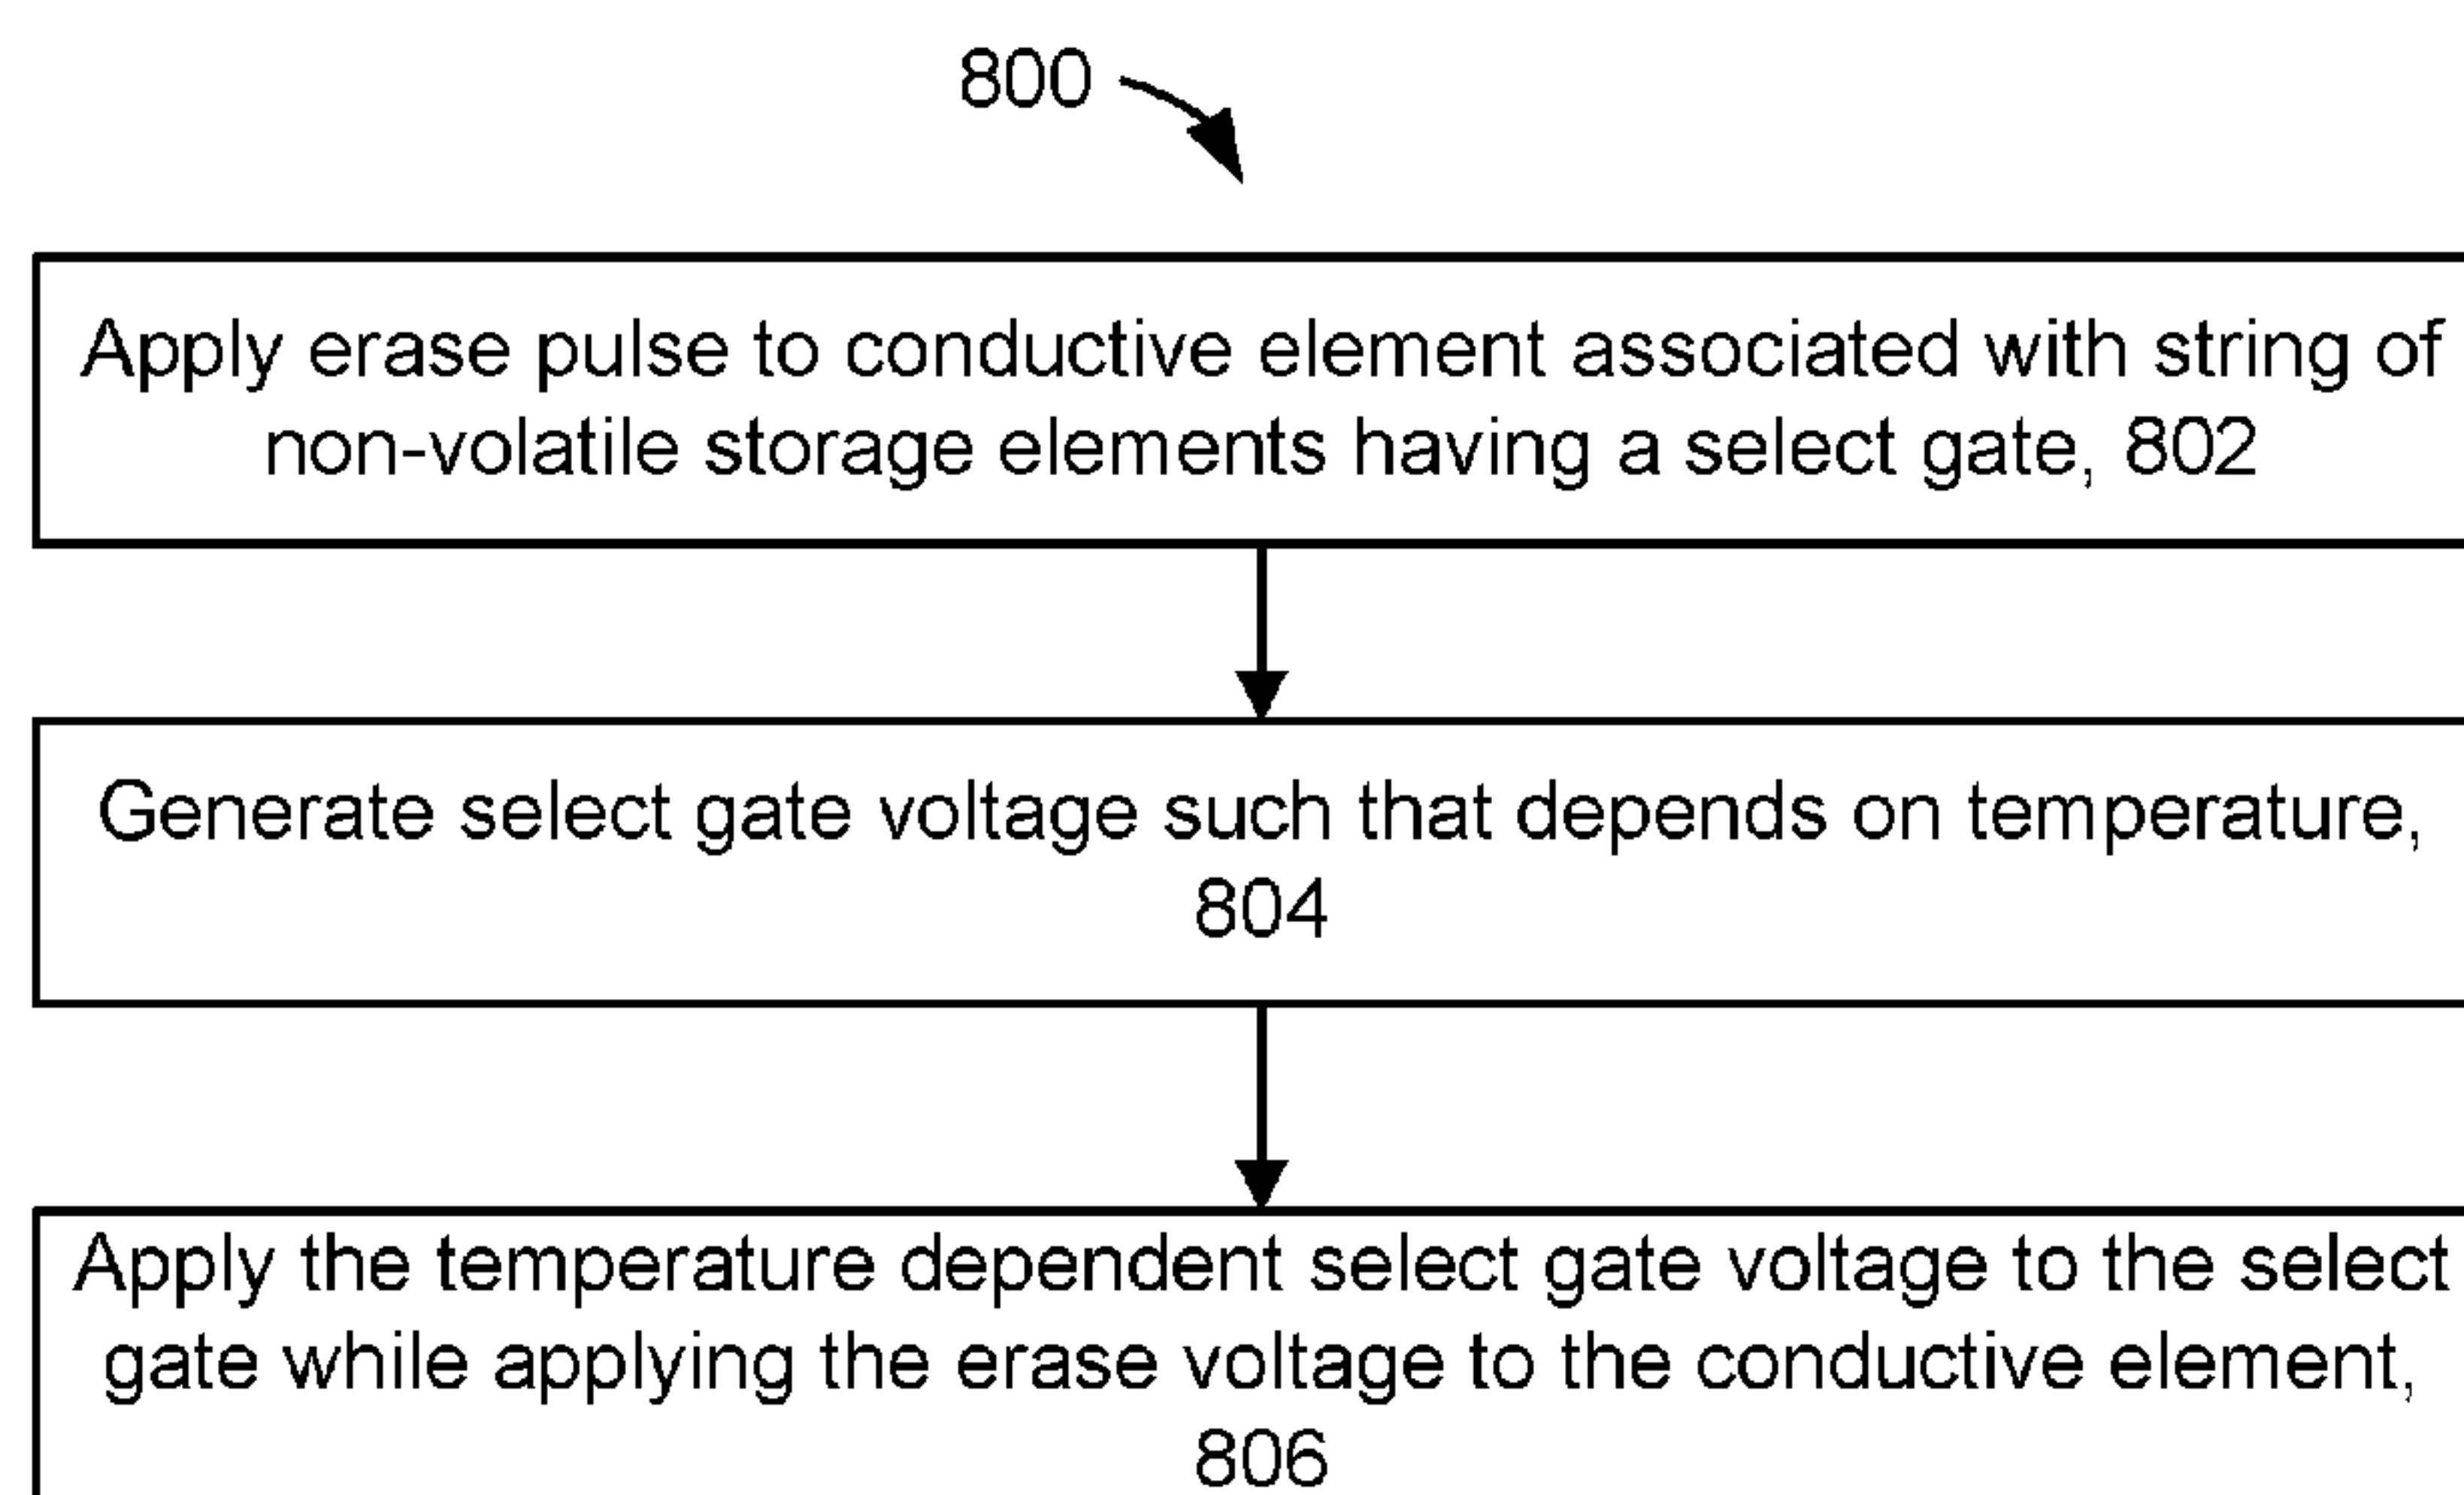 800
Apply erase pulse to conductive element associated with string of
non-volatile storage elements having a select gate, 802
Generate select gate voltage such that depends on temperature,
804
Apply the temperature dependent select gate voltage to the select
gate while applying the erase voltage to the conductive element,
806